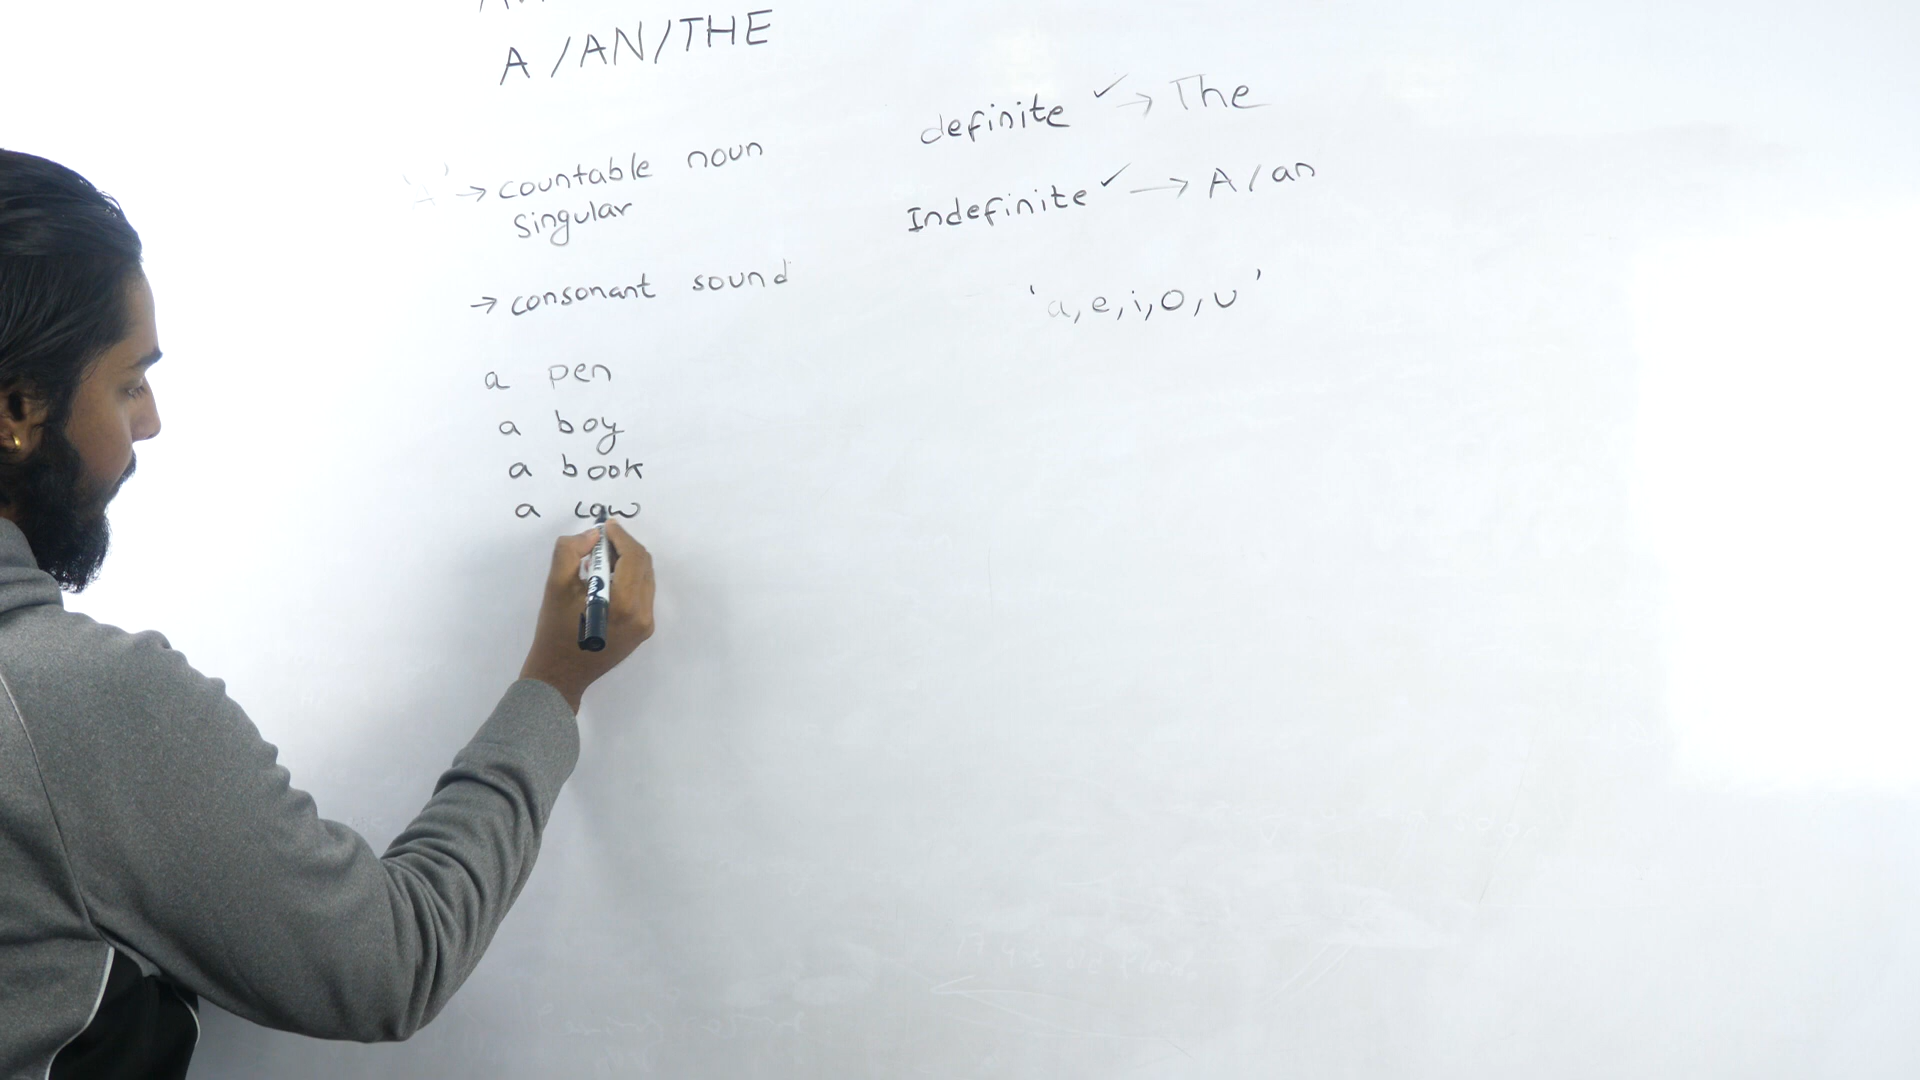 A/AN/THE
'A' → countable noun
singular
→ consonant sound
a pen
a boy
a book
a cow
definite ✓ → The
Indefinite ✓ → A/an
'a, e, i, o, u'